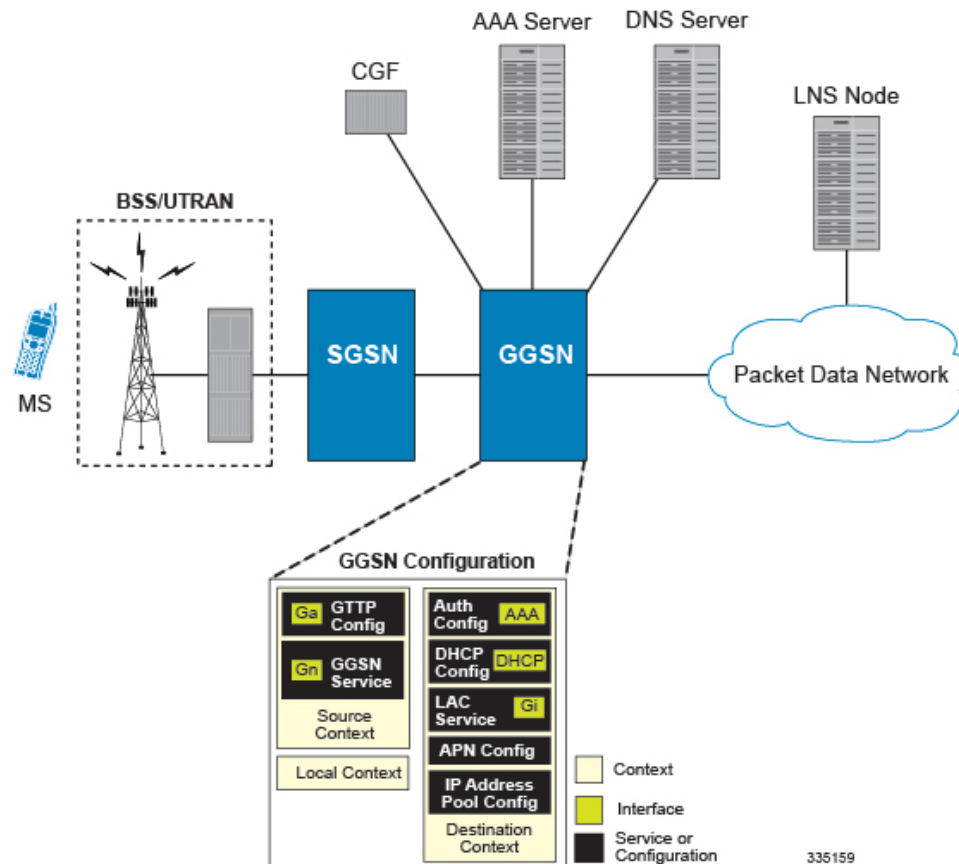 AAA Server
DNS Server
CGF
LNS Node
BSS/UTRAN
SGSN
GGSN
Packet Data Network
MS
GGSN Configuration
Ga
GTTP
Config
Gn
GGSN
Service
Source
Context
Local Context
Auth
Config
AAA
DHCP
Config
DHCP
LAC
Service
Gi
APN Config
IP Address
Pool Config
Destination
Context
Context
Interface
Service or
Configuration
335159